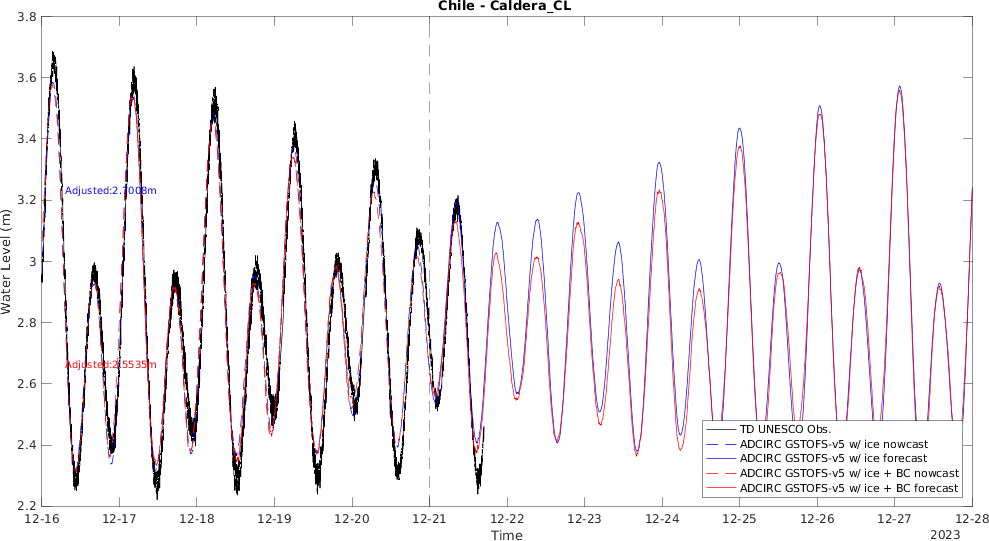 Chile - Caldera_CL
3.8
3.6
3.4
3.2
3
2.8
2.6
2.4
2.2
Water Level (m)
Adjusted:2.7008m
Adjusted:2.5535m
TD UNESCO Obs.
ADCIRC GSTOFS-v5 w/ ice nowcast
ADCIRC GSTOFS-v5 w/ ice forecast
ADCIRC GSTOFS-v5 w/ ice + BC nowcast
ADCIRC GSTOFS-v5 w/ ice + BC forecast
12-16 12-17 12-18 12-19 12-20 12-21 12-22 12-23 12-24 12-25 12-26 12-27 12-28
Time
2023